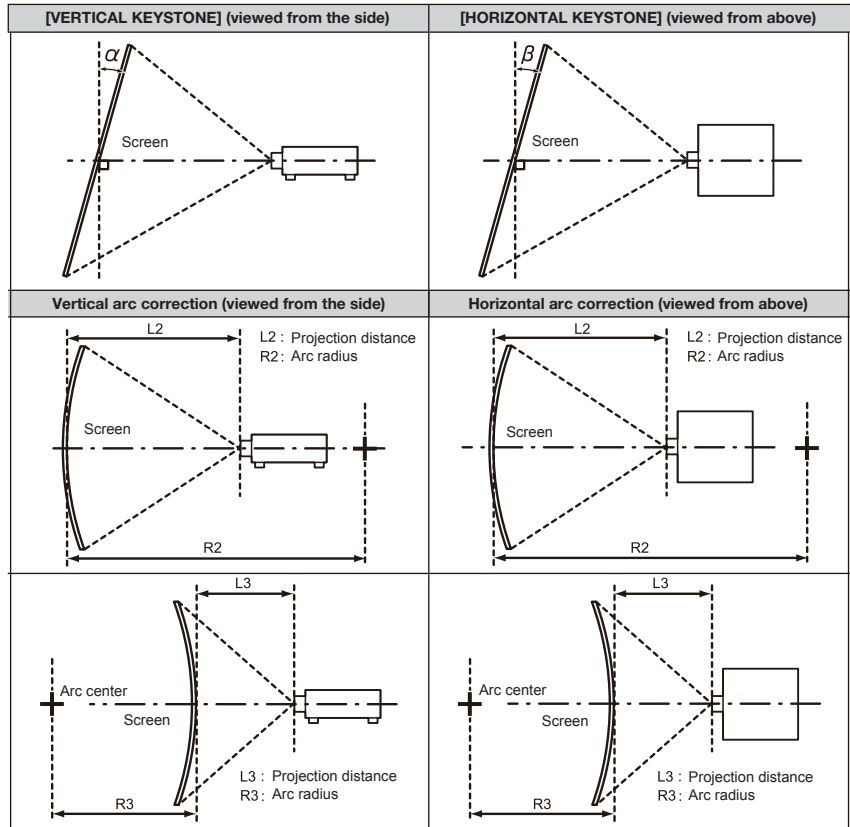 [VERTICAL KEYSTONE] (viewed from the side)
[HORIZONTAL KEYSTONE] (viewed from above)
α
Screen
β
Screen
Vertical arc correction (viewed from the side)
Horizontal arc correction (viewed from above)
L2
L2 : Projection distance
R2: Arc radius
Screen
R2
L2
L2 : Projection distance
R2: Arc radius
Screen
R2
L3
Arc center
Screen
L3 : Projection distance
R3: Arc radius
R3
L3
Arc center
Screen
L3 : Projection distance
R3: Arc radius
R3